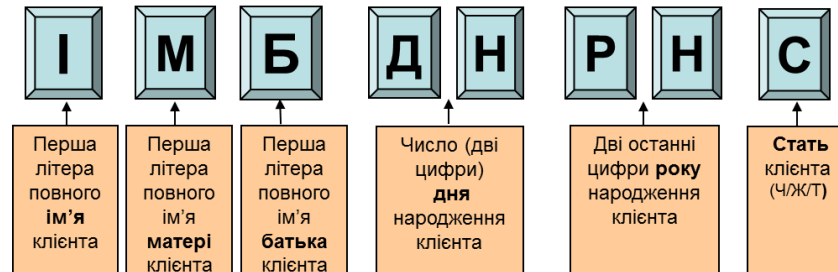 І М Б Д Н Р Н С
Перша
літера
повного
ім’я
клієнта
Перша
літера
повного
ім’я
матері
клієнта
Перша
літера
повного
ім’я
батька
клієнта
Число (дві
цифри)
дня
народження
клієнта
Дві останні
цифри року
народження
клієнта
Стать
клієнта
(Ч/Ж/Т)